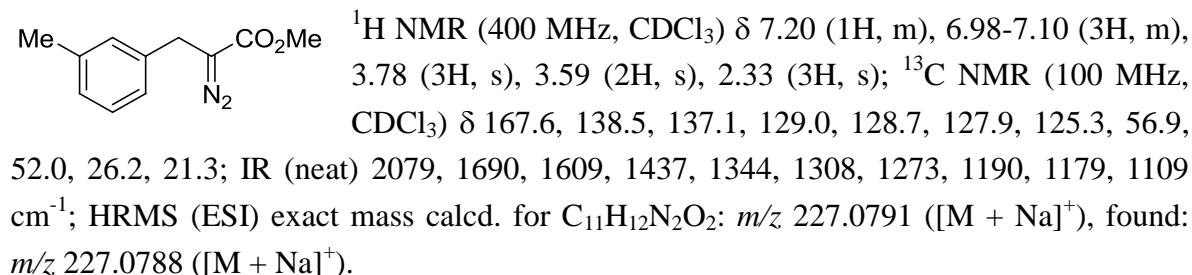 Me
CO₂Me
N₂
¹H NMR (400 MHz, CDCl₃) δ 7.20 (1H, m), 6.98-7.10 (3H, m),
3.78 (3H, s), 3.59 (2H, s), 2.33 (3H, s); ¹³C NMR (100 MHz,
CDCl₃) δ 167.6, 138.5, 137.1, 129.0, 128.7, 127.9, 125.3, 56.9,
52.0, 26.2, 21.3; IR (neat) 2079, 1690, 1609, 1437, 1344, 1308, 1273, 1190, 1179, 1109
cm⁻¹; HRMS (ESI) exact mass calcd. for C₁₁H₁₂N₂O₂: m/z 227.0791 ([M + Na]⁺), found:
m/z 227.0788 ([M + Na]⁺).